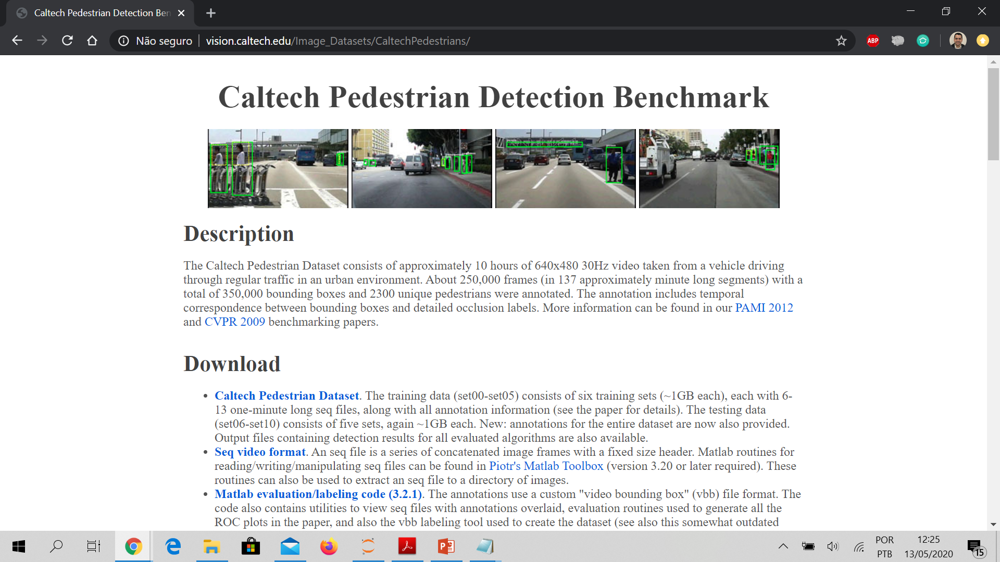 Caltech Pedestrian Detection Ben
Não seguro
vision.caltech.edu/Image_Datasets/CaltechPedestrians/
ABP
Caltech Pedestrian Detection Benchmark
Description
The Caltech Pedestrian Dataset consists of approximately 10 hours of 640x480 30Hz video taken from a vehicle driving
through regular traffic in an urban environment. About 250,000 frames (in 137 approximately minute long segments) with a
total of 350,000 bounding boxes and 2300 unique pedestrians were annotated. The annotation includes temporal
correspondence between bounding boxes and detailed occlusion labels. More information can be found in our PAMI 2012
and CVPR 2009 benchmarking papers.
Download
• Caltech Pedestrian Dataset. The training data (set00-set05) consists of six training sets (~1GB each), each with 6-
13 one-minute long seq files, along with all annotation information (see the paper for details). The testing data
(set06-set10) consists of five sets, again ~1GB each. New: annotations for the entire dataset are now also provided.
Output files containing detection results for all evaluated algorithms are also available.
• Seq video format. An seq file is a series of concatenated image frames with a fixed size header. Matlab routines for
reading/writing/manipulating seq files can be found in Piotr's Matlab Toolbox (version 3.20 or later required). These
routines can also be used to extract an seq file to a directory of images.
• Matlab evaluation/labeling code (3.2.1). The annotations use a custom "video bounding box" (vbb) file format. The
code also contains utilities to view seq files with annotations overlaid, evaluation routines used to generate all the
ROC plots in the paper, and also the vbb labeling tool used to create the dataset (see also this somewhat outdated
POR
PTB
12:25
13/05/2020
15